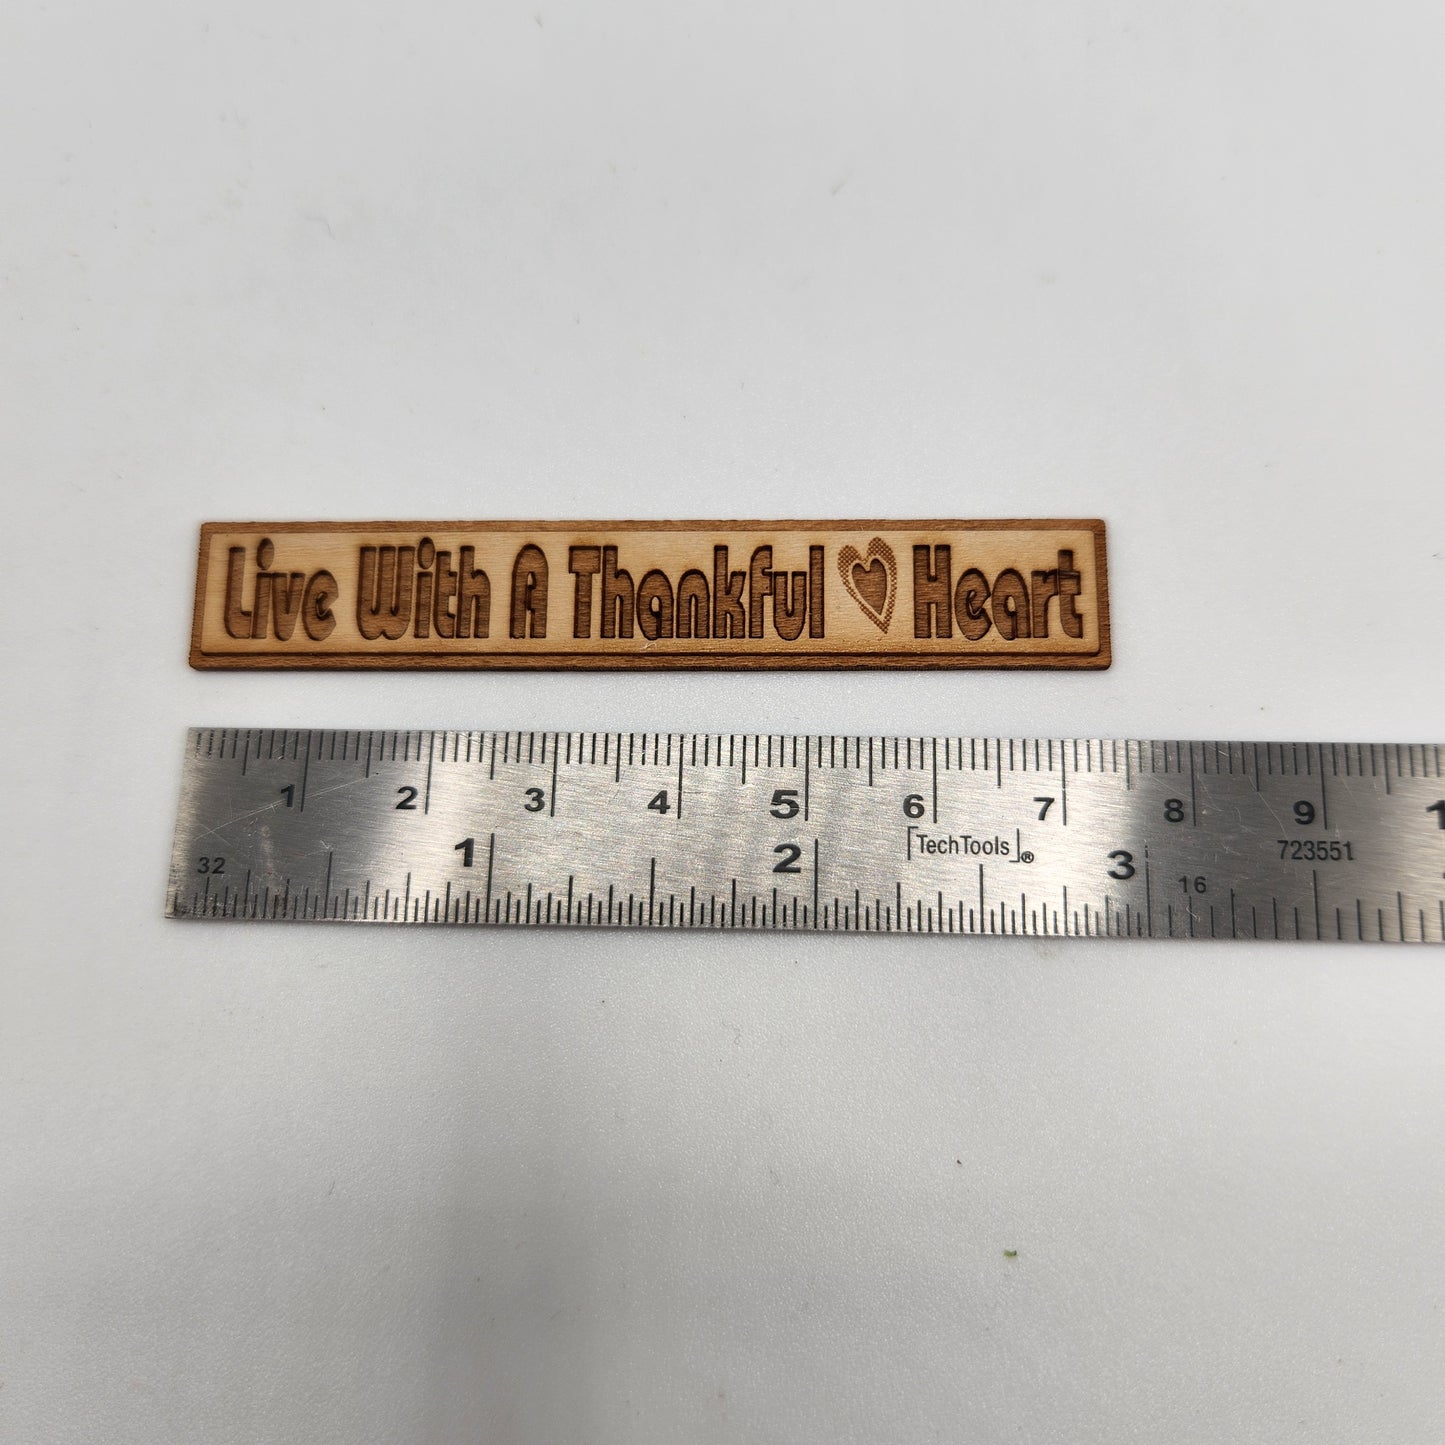 Live With A Thankful Heart
1 2 3 4 5 6 7 8 9 1
1 2 TechTools® 3 723551
32 16